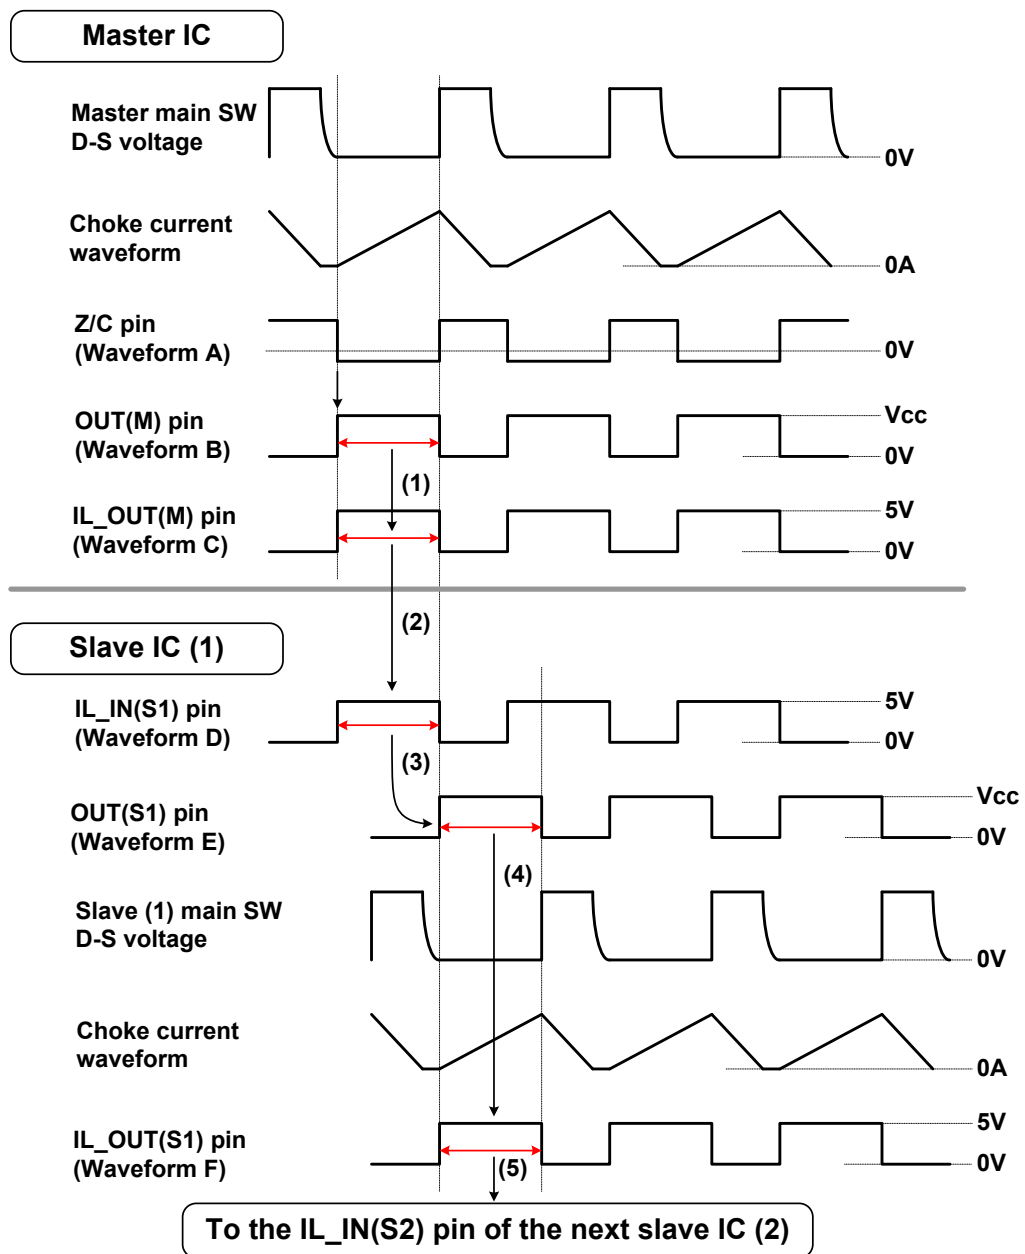 Master IC
Master main SW
D-S voltage
0V
Choke current
waveform
0A
Z/C pin
(Waveform A)
0V
OUT(M) pin
(Waveform B)
Vcc
0V
(1)
IL_OUT(M) pin
(Waveform C)
5V
0V
(2)
Slave IC (1)
IL_IN(S1) pin
(Waveform D)
5V
0V
(3)
OUT(S1) pin
(Waveform E)
Vcc
0V
(4)
Slave (1) main SW
D-S voltage
0V
Choke current
waveform
0A
IL_OUT(S1) pin
(Waveform F)
5V
0V
(5)
To the IL_IN(S2) pin of the next slave IC (2)